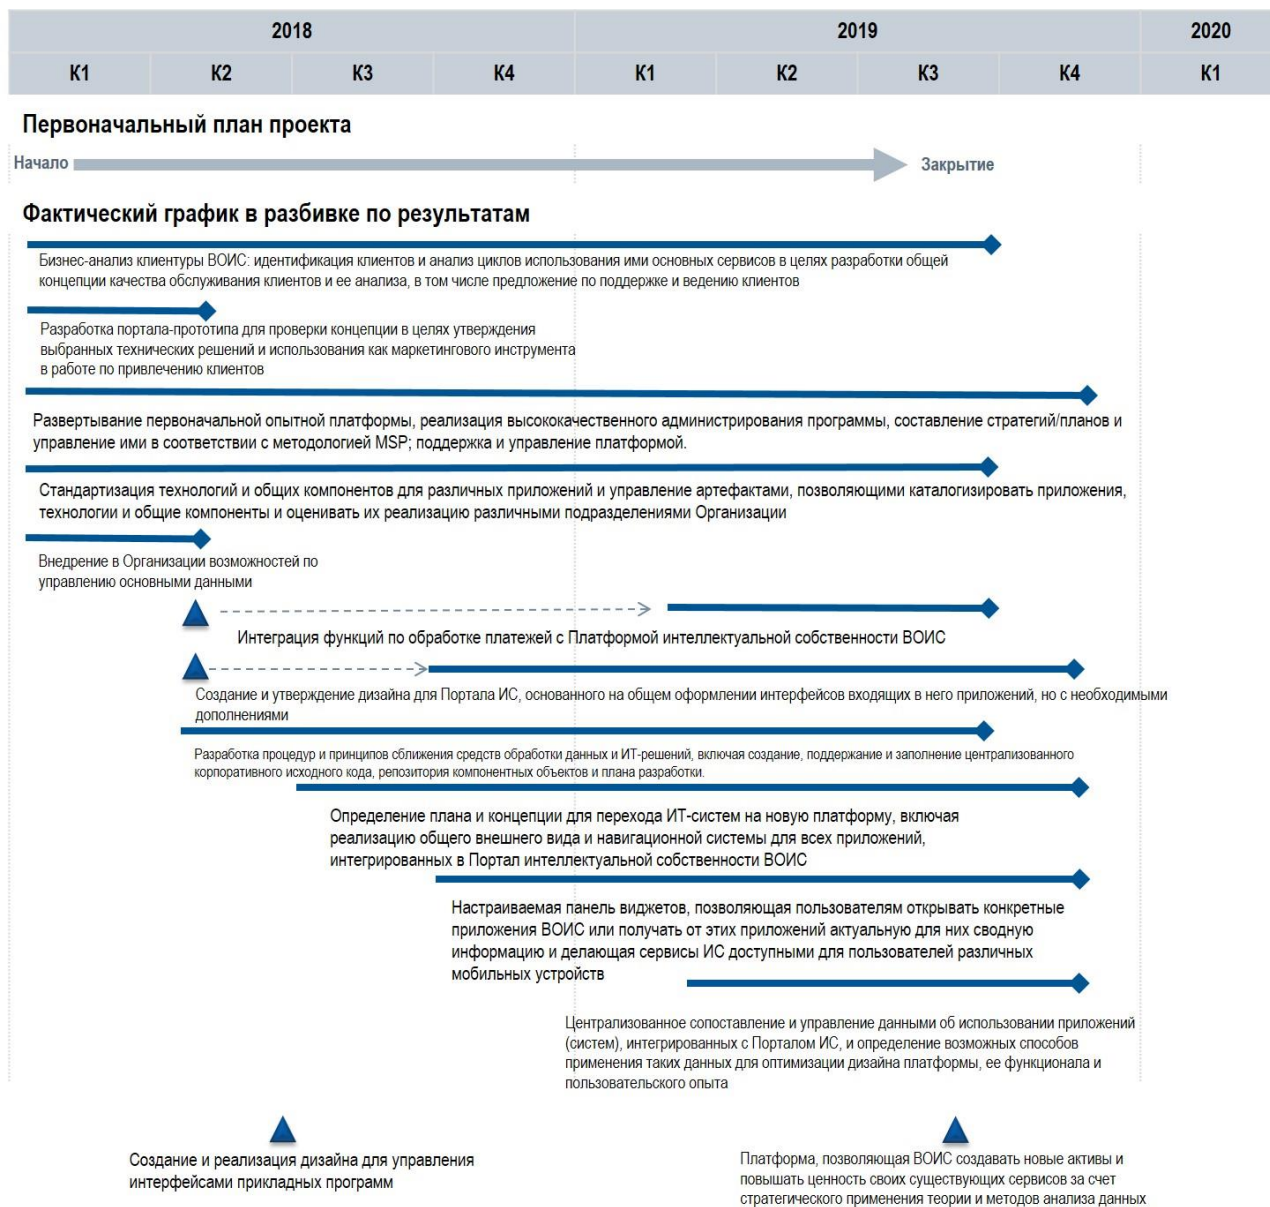 2018 2019 2020
К1 К2 К3 К4 К1 К2 К3 К4 К1
Первоначальный план проекта
Начало Закрытие
Фактический график в разбивке по результатам
Бизнес-анализ клиентуры ВОИС: идентификация клиентов и анализ циклов использования ими основных сервисов в целях разработки общей
концепции качества обслуживания клиентов и ее анализа, в том числе предложение по поддержке и ведению клиентов
Разработка портала-прототипа для проверки концепции в целях утверждения
выбранных технических решений и использования как маркетингового инструмента
в работе по привлечению клиентов
Развертывание первоначальной опытной платформы, реализация высококачественного администрирования программы, составление стратегий/планов и
управление ими в соответствии с методологией MSP; поддержка и управление платформой.
Стандартизация технологий и общих компонентов для различных приложений и управление артефактами, позволяющими каталогизировать приложения,
технологии и общие компоненты и оценивать их реализацию различными подразделениями Организации
Внедрение в Организации возможностей по
управлению основными данными
Интеграция функций по обработке платежей с Платформой интеллектуальной собственности ВОИС
Создание и утверждение дизайна для Портала ИС, основанного на общем оформлении интерфейсов входящих в него приложений, но с необходимыми
дополнениями
Разработка процедур и принципов сближения средств обработки данных и ИТ-решений, включая создание, поддержание и заполнение централизованного
корпоративного исходного кода, репозитория компонентных объектов и плана разработки.
Определение плана и концепции для перехода ИТ-систем на новую платформу, включая
реализацию общего внешнего вида и навигационной системы для всех приложений,
интегрированных в Портал интеллектуальной собственности ВОИС
Настраиваемая панель виджетов, позволяющая пользователям открывать конкретные
приложения ВОИС или получать от этих приложений актуальную для них сводную
информацию и делающая сервисы ИС доступными для пользователей различных
мобильных устройств
Централизованное сопоставление и управление данными об использовании приложений
(систем), интегрированных с Порталом ИС, и определение возможных способов
применения таких данных для оптимизации дизайна платформы, ее функционала и
пользовательского опыта
Создание и реализация дизайна для управления
интерфейсами прикладных программ
Платформа, позволяющая ВОИС создавать новые активы и
повышать ценность своих существующих сервисов за счет
стратегического применения теории и методов анализа данных